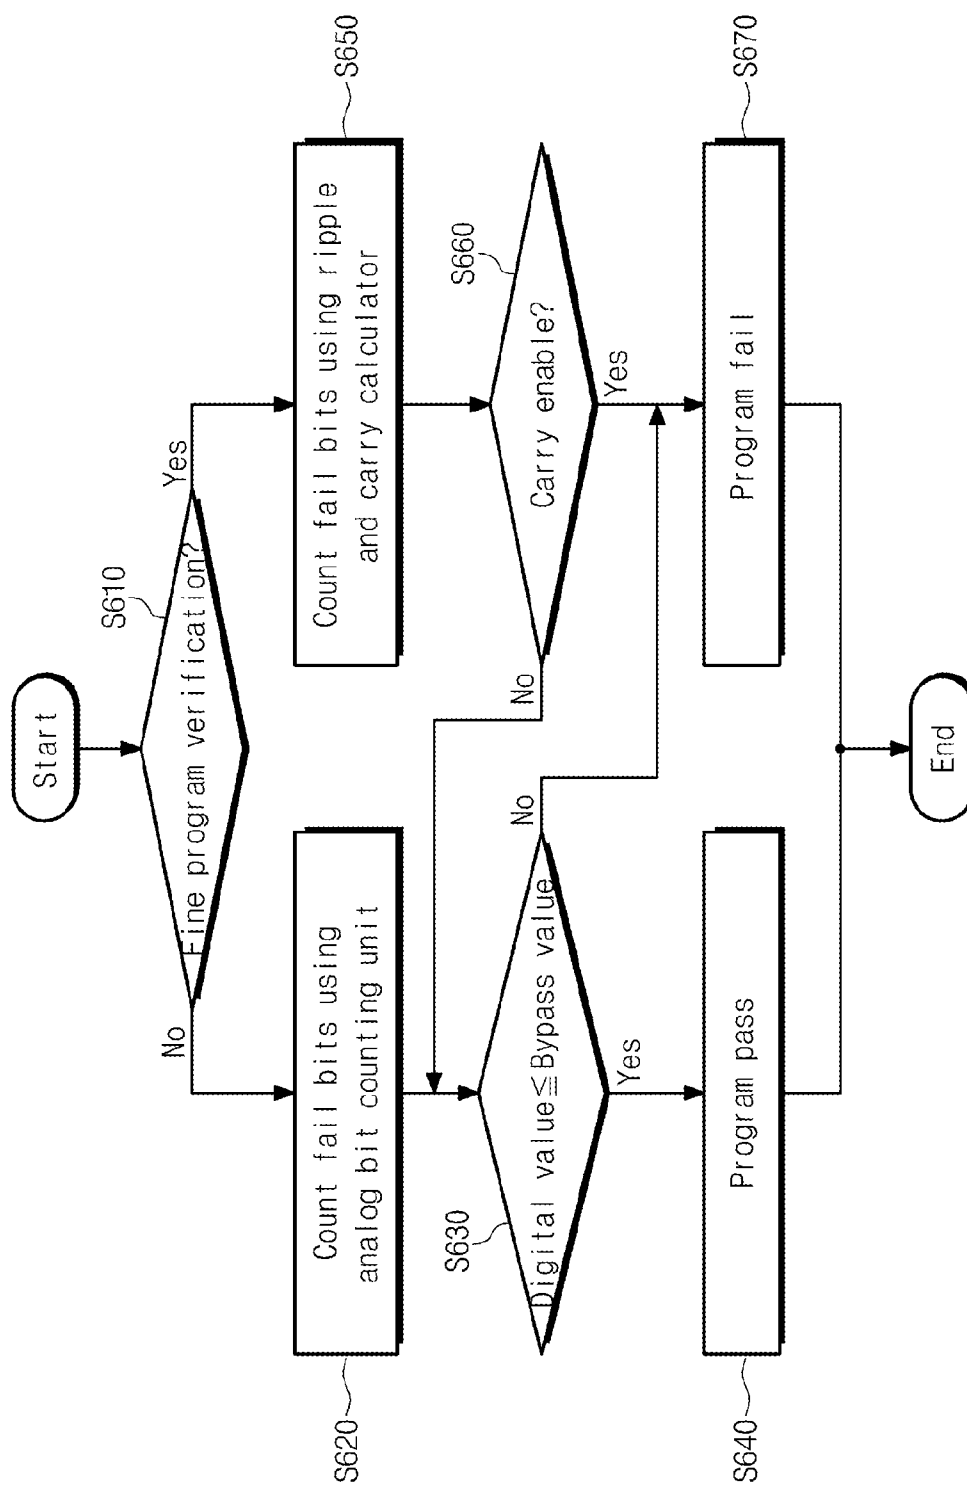 Start
S610
Fine program verification?
No
Yes
S620
Count fail bits using
analog bit counting unit
Count fail bits using ripple
and carry calculator
S650
S630
Digital value≦Bypass value
No
Yes
No
S660
Carry enable?
Yes
S640
Program pass
Program fail
S670
End